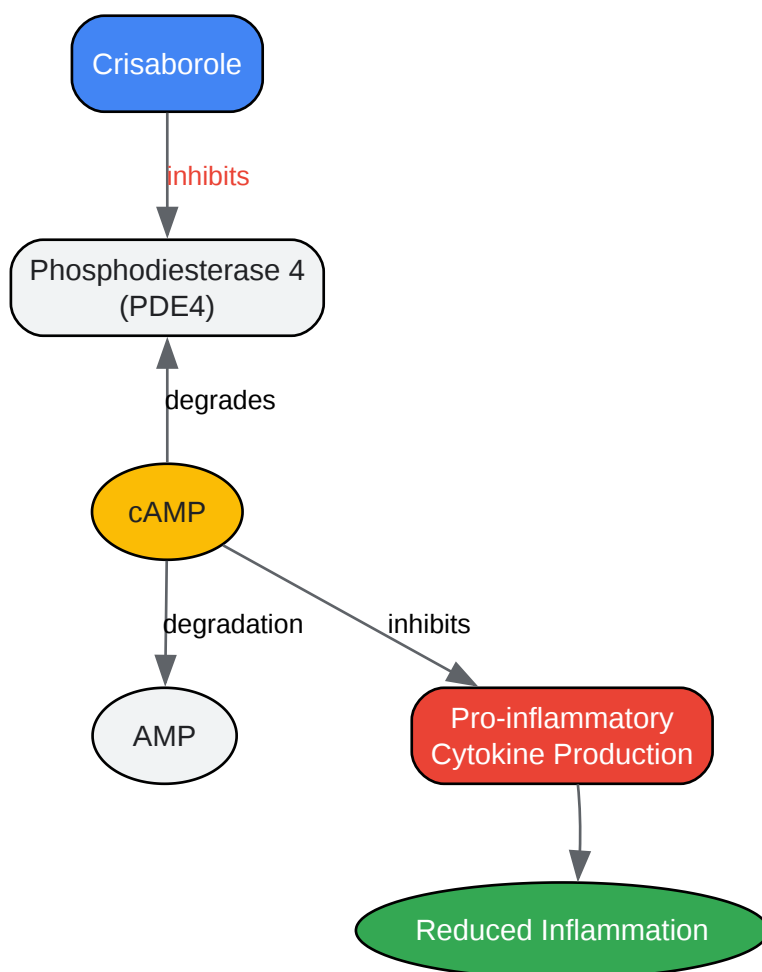 Crisaborole
inhibits
Phosphodiesterase 4
(PDE4)
degrades
cAMP
degradation
inhibits
AMP
Pro-inflammatory
Cytokine Production
Reduced Inflammation